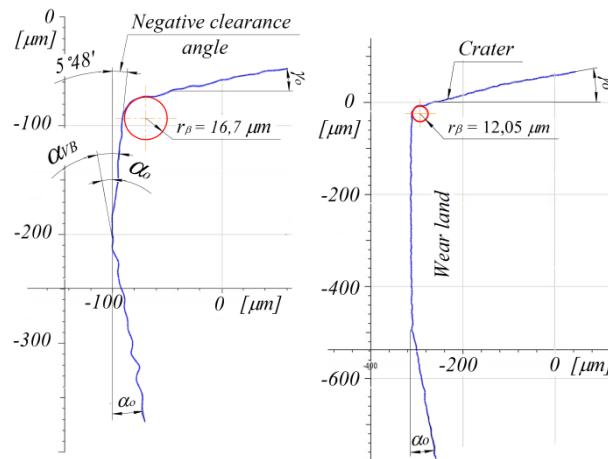 0
[μm]
5°48'
Negative clearance
angle
γo
-100
rβ = 16,7 μm
αVB
αo
-200
-100
0
[μm]
-300
αo
Crater
γo
0
[μm]
rβ = 12,05 μm
-200
Wear land
-400
-400
-200
0
[μm]
-600
αo